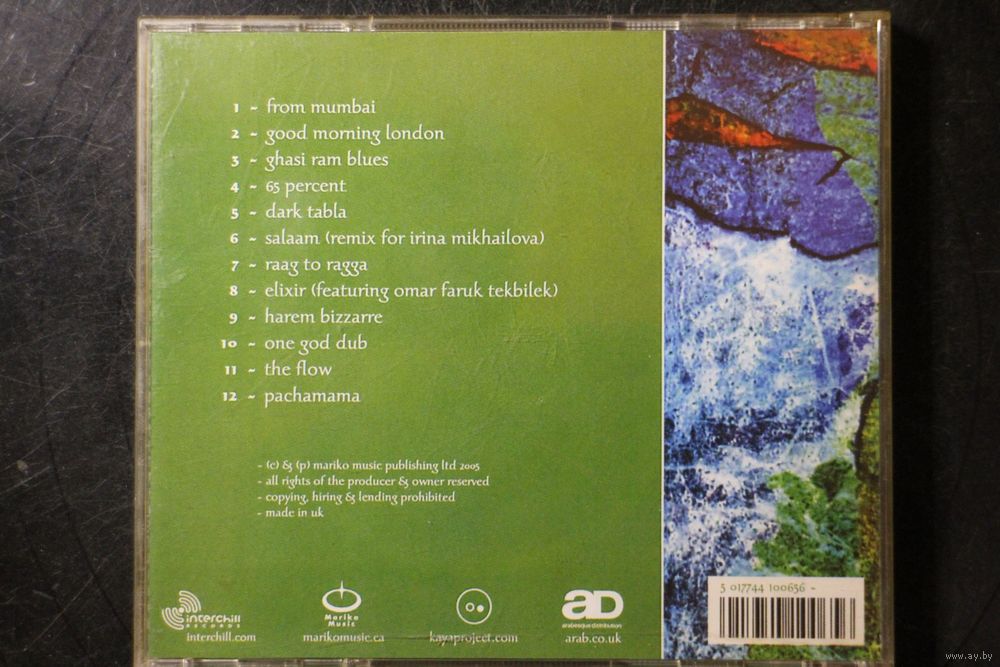 1 ~ from mumbai
2 ~ good morning london
3 ~ ghasi ram blues
4 ~ 65 percent
5 ~ dark tabla
6 ~ salaam (remix for irina mikhailova)
7 ~ raag to ragga
8 ~ elixir (featuring omar faruk tekbilek)
9 ~ harem bizzarre
10 ~ one god dub
11 ~ the flow
12 ~ pachamama
~ (c) & (p) mariko music publishing ltd 2005
~ all rights of the producer & owner reserved
~ copying, hiring & lending prohibited
~ made in uk
interchill
RECORDS
interchill.com
Mariko
Music
marikomusic.ca
kayaproject.com
AD
arabesque distribution
arab.co.uk
5 017744 100656 ~
www.ay.by